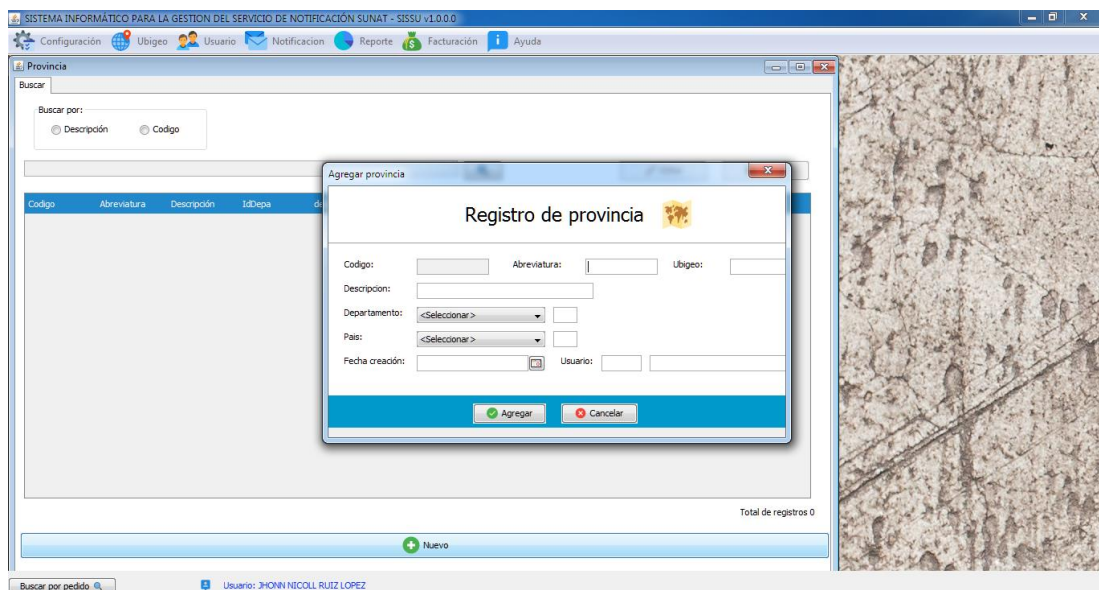 SISTEMA INFORMÁTICO PARA LA GESTION DEL SERVICIO DE NOTIFICACIÓN SUNAT - SISSU v1.0.0.0
Configuración Ubigeo Usuario Notificacion Reporte Facturación Ayuda
Provincia
Buscar
Buscar por:
Descripción Codigo
Agregar provincia
Codigo Abreviatura Descripción IdDepa de
Registro de provincia
Codigo: Abreviatura: Ubigeo:
Descripcion:
Departamento: <Seleccionar>
Pais: <Seleccionar>
Fecha creación: Usuario:
Agregar Cancelar
Total de registros 0
Nuevo
Buscar por pedido Usuario: JHONN NICOLL RUIZ LOPEZ